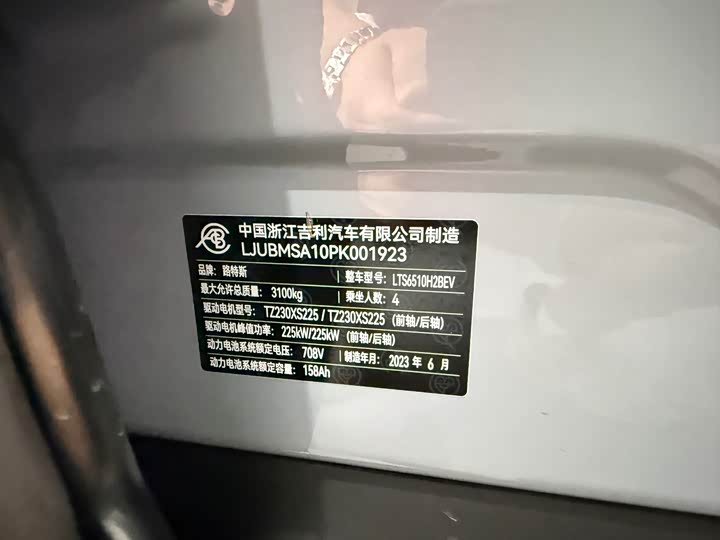 中国浙江吉利汽车有限公司制造
LJUBMSA10PK001923
品牌：路特斯 整车型号：LTS6510H2BEV
最大允许总质量：3100kg 乘坐人数：4
驱动电机型号：TZ230XS225 / TZ230XS225（前轴/后轴）
驱动电机峰值功率：225kW/225kW（前轴/后轴）
动力电池系统额定电压：708V 制造年月：2023 年 6 月
动力电池系统额定容量：158Ah